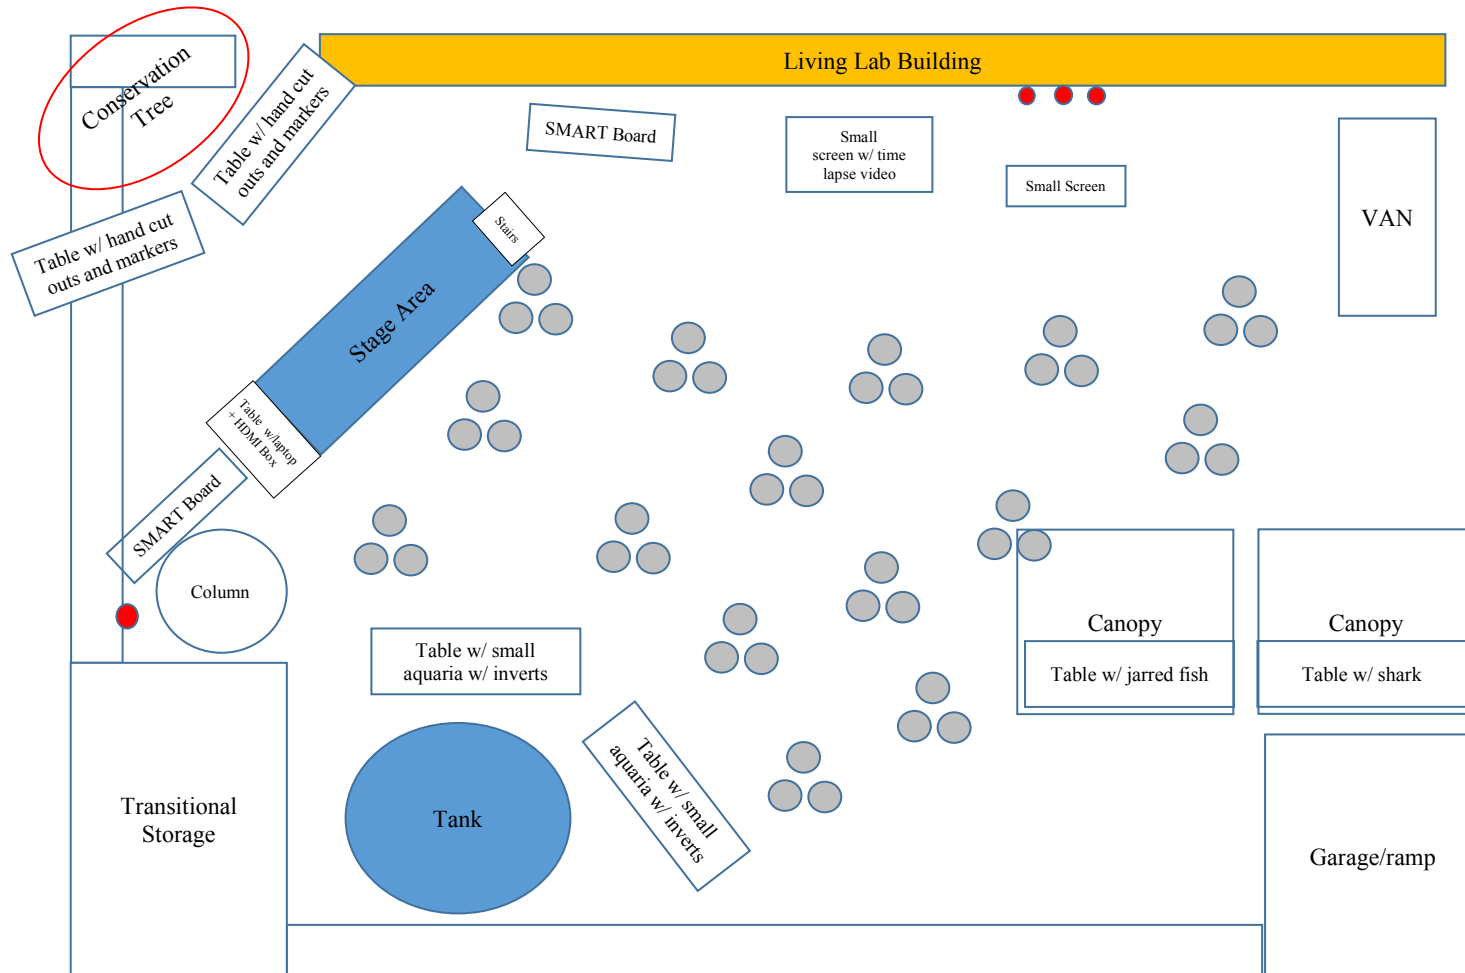 Conservation
Tree
Table w/ hand cut
outs and markers
Living Lab Building
SMART Board
Small
screen w/ time
lapse video
Small Screen
VAN
Table w/ hand cut
outs and markers
Stairs
Stage Area
Table w/laptop
+ HDMI Box
SMART Board
Column
Table w/ small
aquaria w/ inverts
Canopy
Table w/ jarred fish
Canopy
Table w/ shark
Transitional
Storage
Tank
Table w/ small
aquaria w/ inverts
Garage/ramp